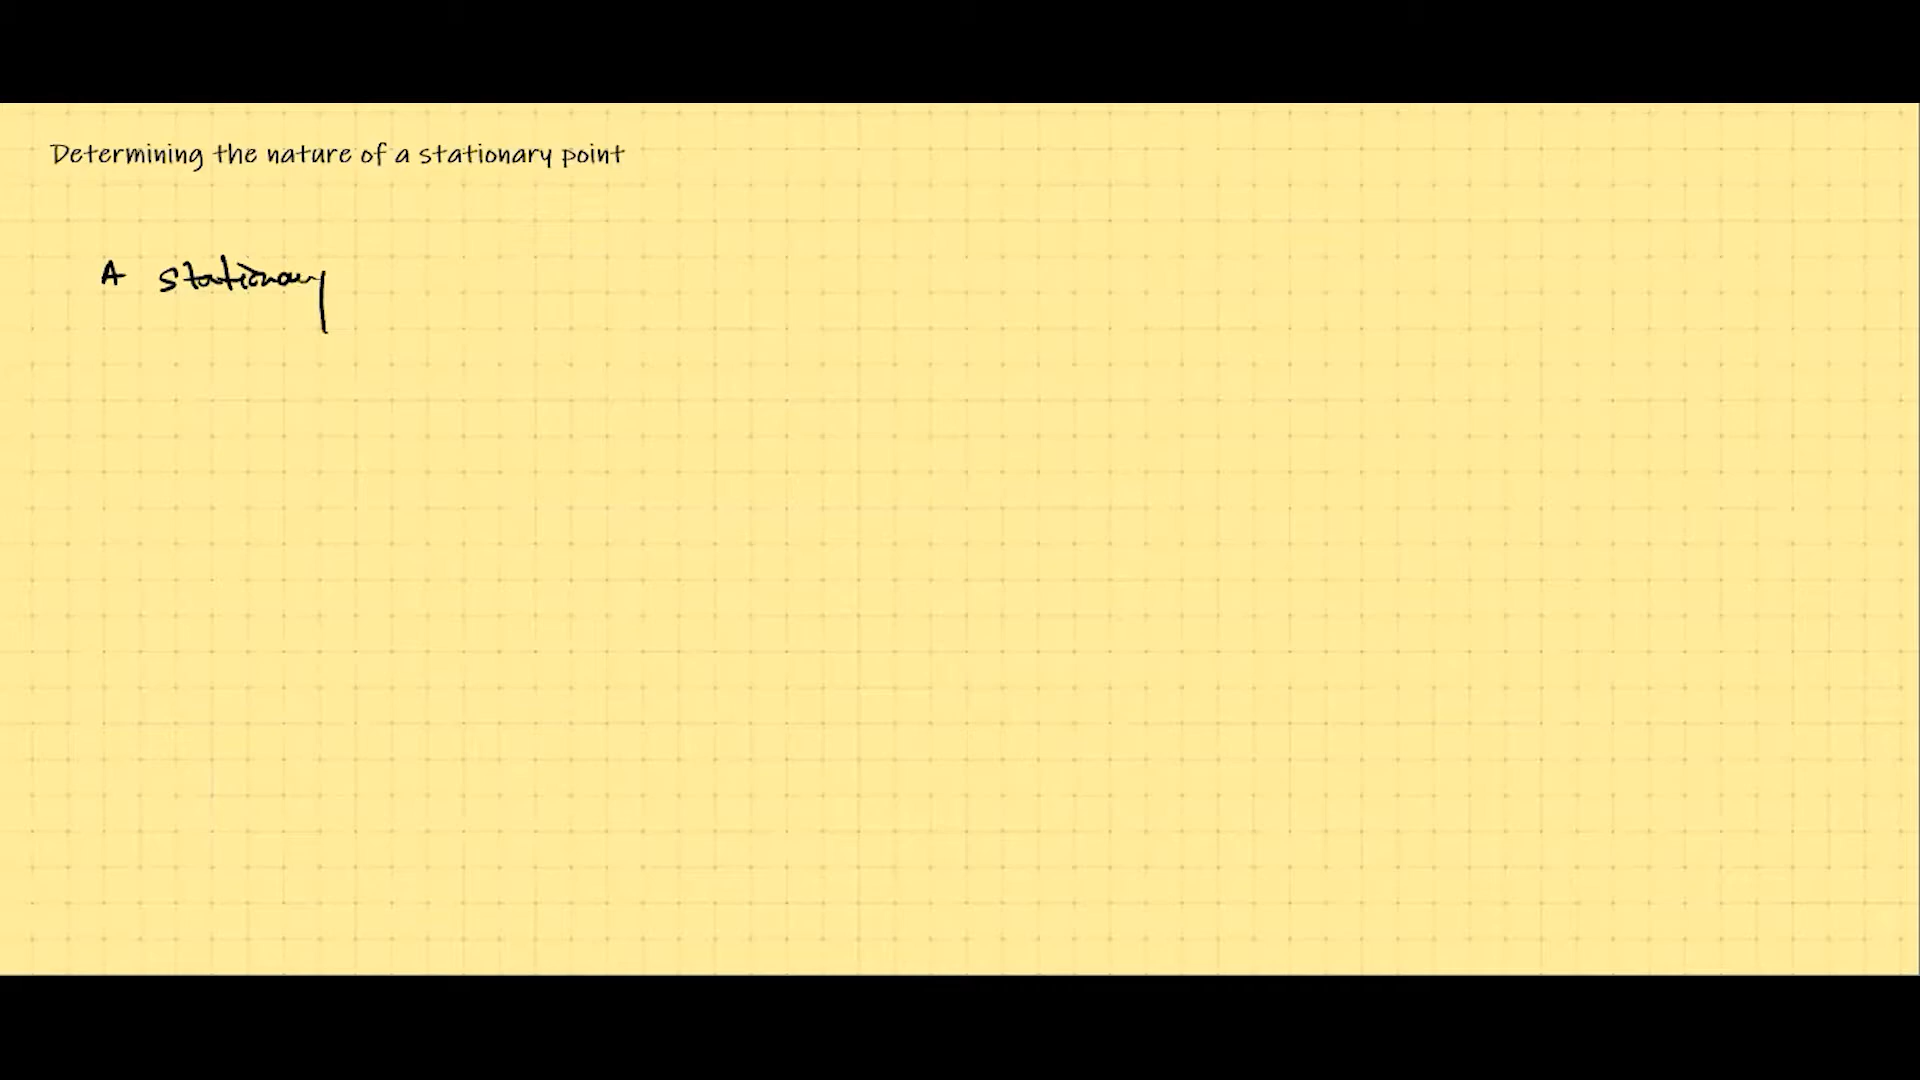 Determining the nature of a stationary point
A stationary